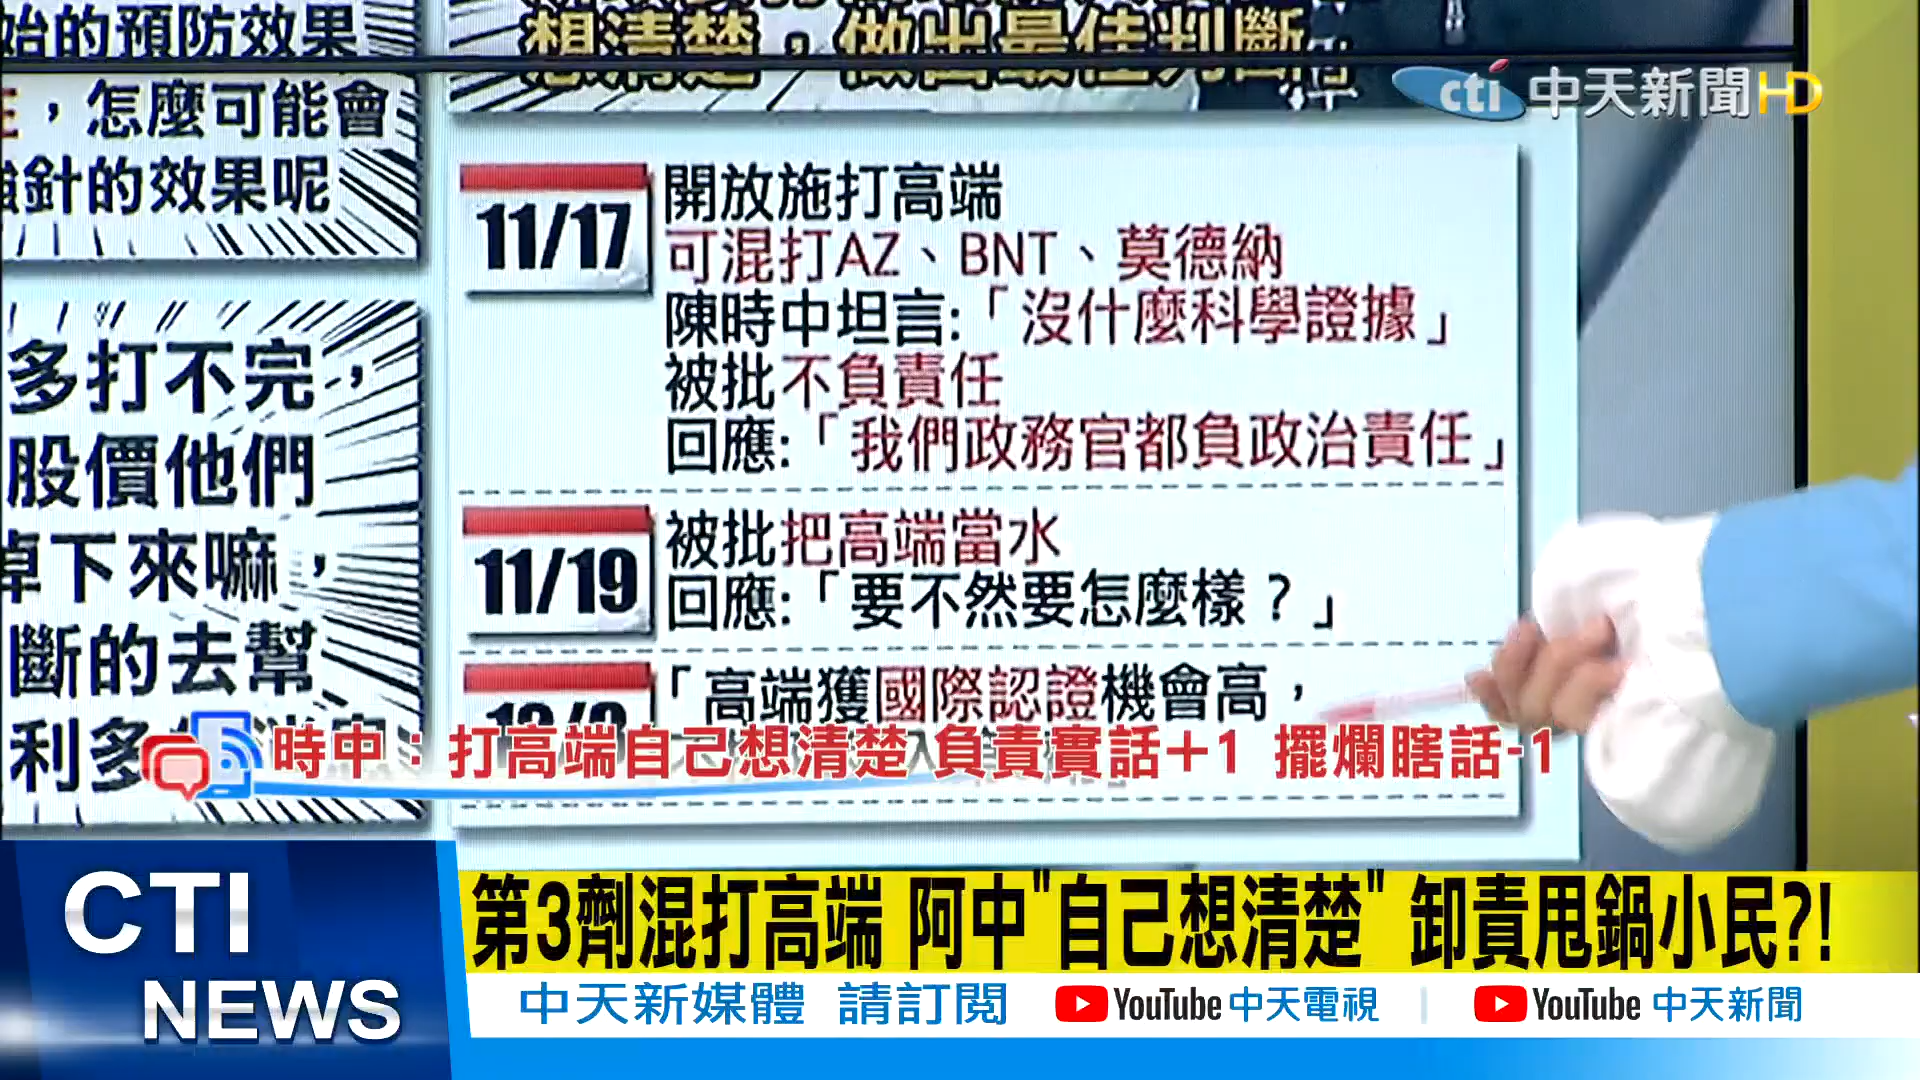 始的預防效果
想清楚，做出最佳判斷
，怎麼可能會
針的效果呢
cti 中天新聞HD
11/17
開放施打高端
可混打AZ、BNT、莫德納
陳時中坦言:「沒什麼科學證據」
被批不負責任
回應:「我們政務官都負政治責任」
多打不完，
股價他們
下來嘛，
斷的去幫
利多
11/19
被批把高端當水
回應:「要不然要怎麼樣？」
「高端獲國際認證機會高，
時中：打高端自己想清楚 負責實話+1 擺爛瞎話-1
CTI
NEWS
第3劑混打高端 阿中"自己想清楚" 卸責甩鍋小民?!
中天新媒體 請訂閱 YouTube 中天電視 | YouTube 中天新聞